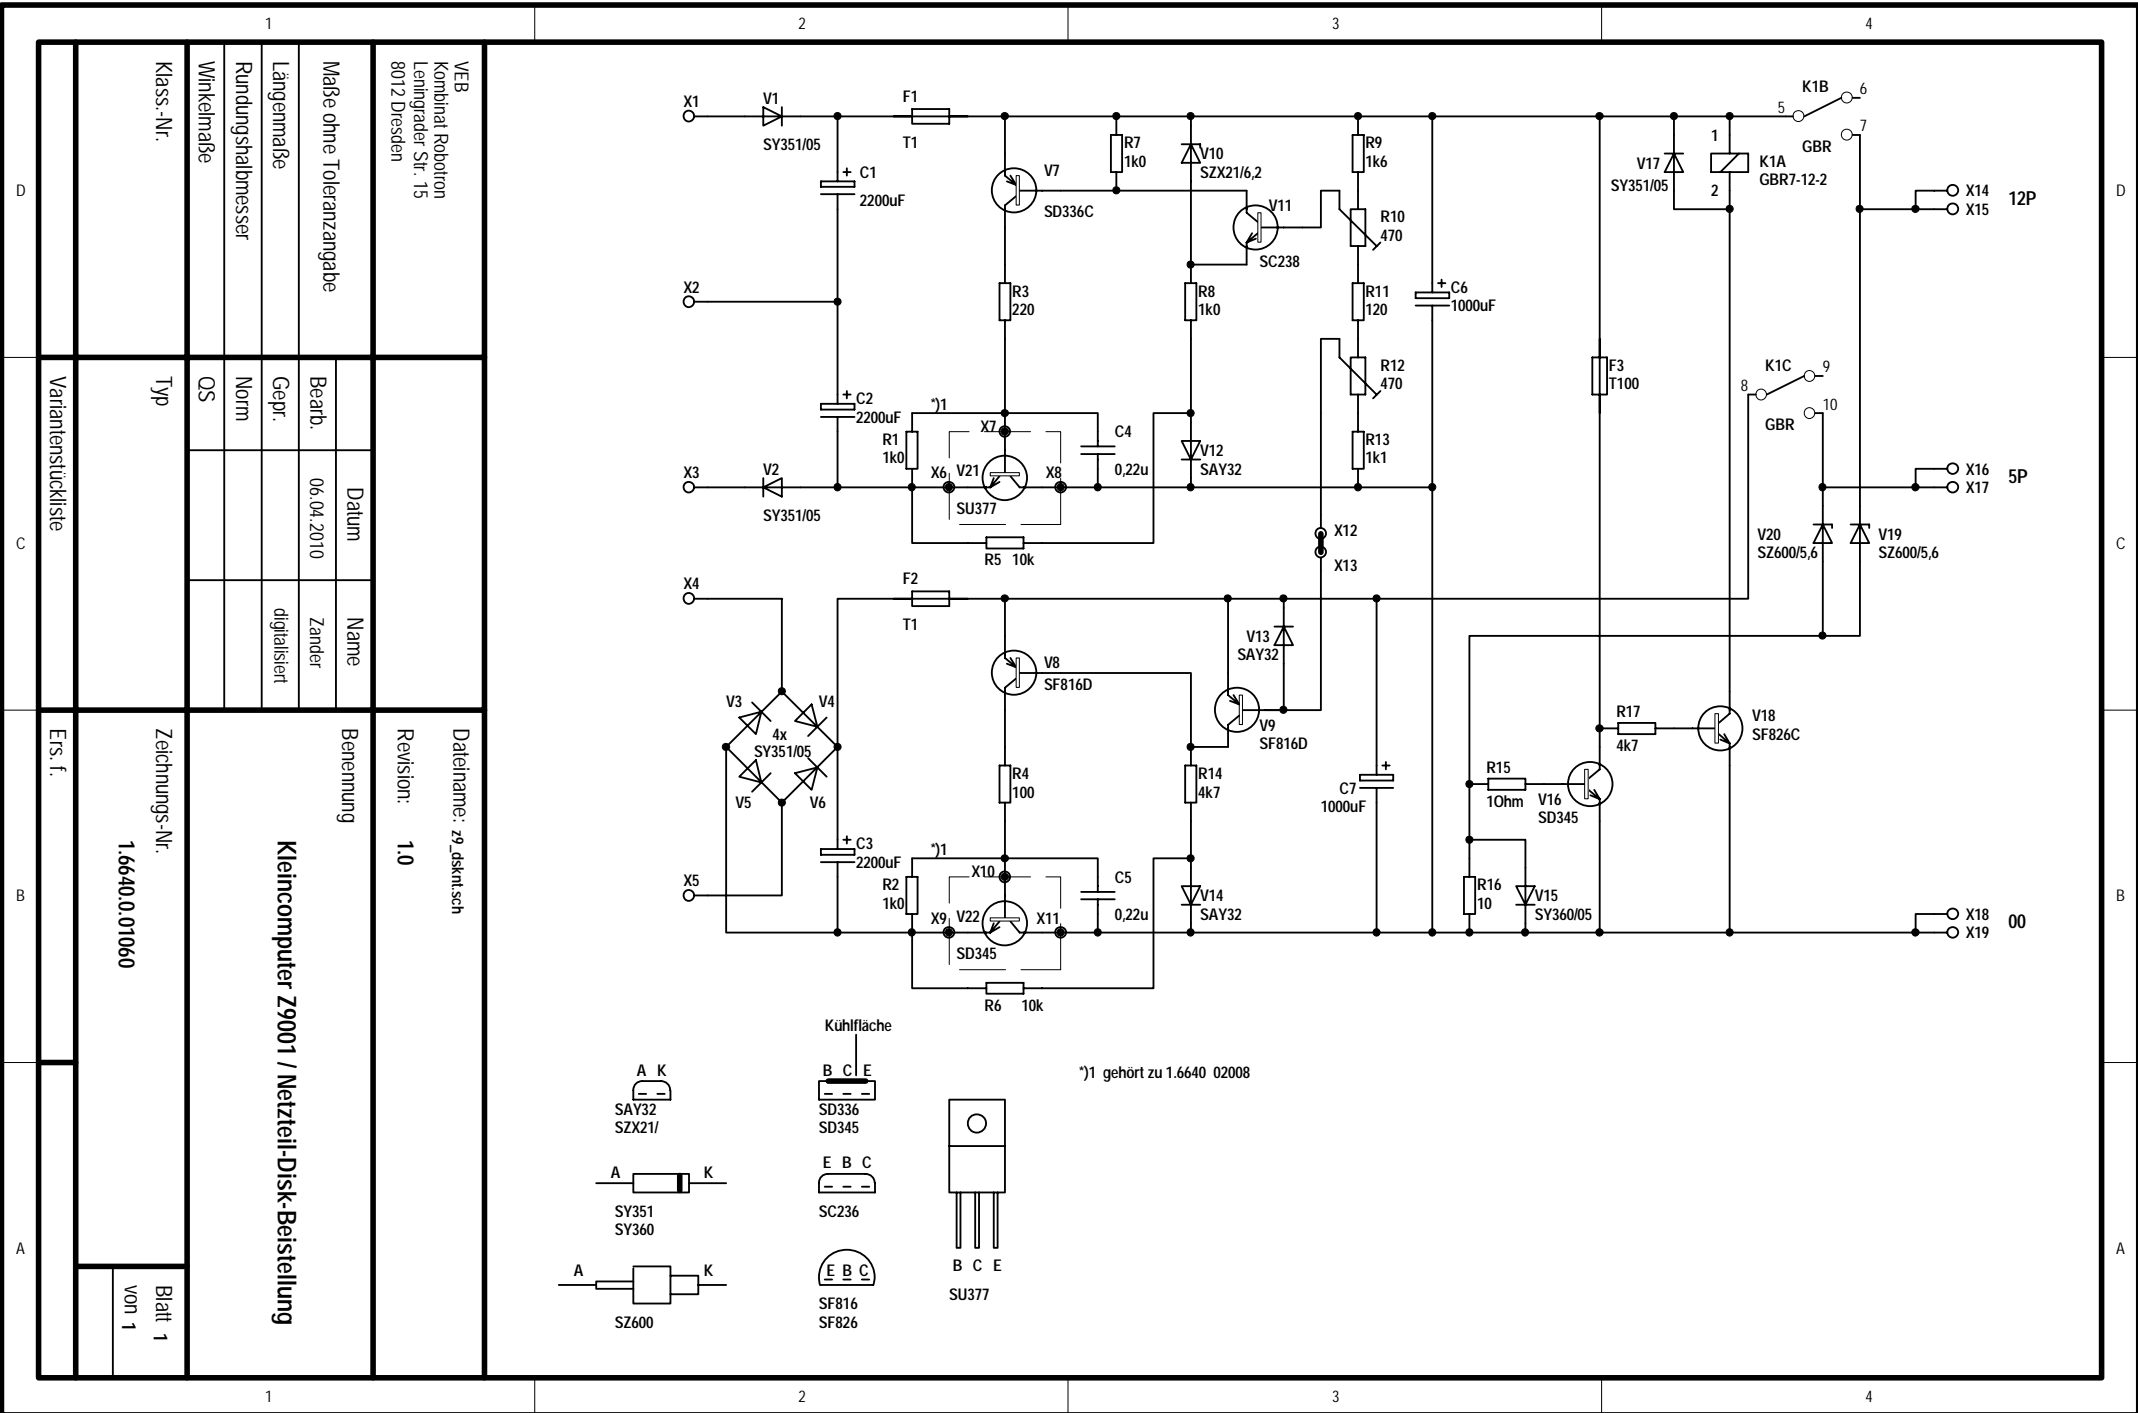 1
2
3
4
D
C
B
A
D
C
B
A
1
2
3
4
VEB
Kombinat Robotron
Leningrader Str. 15
8012 Dresden
Maße ohne Toleranzangabe
Längenmaße
Rundungshalbmesser
Winkelmaße
Klass.-Nr.
Datum
Name
Bearb.
06.04.2010
Zander
Gepr.
digitalisiert
Norm
QS
Typ
Variantenstückliste
Dateiname: z9_dsknt.sch
Revision: 1.0
Benennung
Kleincomputer Z9001 / Netzteil-Disk-Beistellung
Zeichnungs-Nr.
1.6640.0.01060
Ers. f.
Blatt 1
von 1
X1
V1
SY351/05
F1
T1
C1
2200uF
+
X2
C2
2200uF
+
X3
V2
SY351/05
V7
SD336C
R7
1k0
V10
SZX21/6,2
V11
SC238
R9
1k6
R10
470
R3
220
R8
1k0
R11
120
C6
1000uF
+
R12
470
R13
1k1
*)1
R1
1k0
X7
X6
V21
X8
SU377
C4
0,22u
V12
SAY32
R5 10k
X12
X13
V17
SY351/05
1
2
K1A
GBR7-12-2
K1B
5
6
7
GBR
X14
X15
12P
F3
T100
K1C
8
9
10
GBR
X16
X17
5P
V20
SZ600/5,6
V19
SZ600/5,6
X4
F2
T1
V13
SAY32
V8
SF816D
V9
SF816D
V3
V4
4x
SY351/05
V5
V6
R4
100
R14
4k7
C7
1000uF
+
R17
4k7
V18
SF826C
R15
1Ohm
V16
SD345
C3
2200uF
+
X5
*)1
R2
1k0
X10
X9
V22
X11
SD345
C5
0,22u
V14
SAY32
R16
10
V15
SY360/05
X18
X19
00
R6 10k
Kühlfläche
A K
SAY32
SZX21/
B C E
SD336
SD345
*)1 gehört zu 1.6640 02008
A K
SY351
SY360
E B C
SC236
B C E
SU377
A K
SZ600
E B C
SF816
SF826